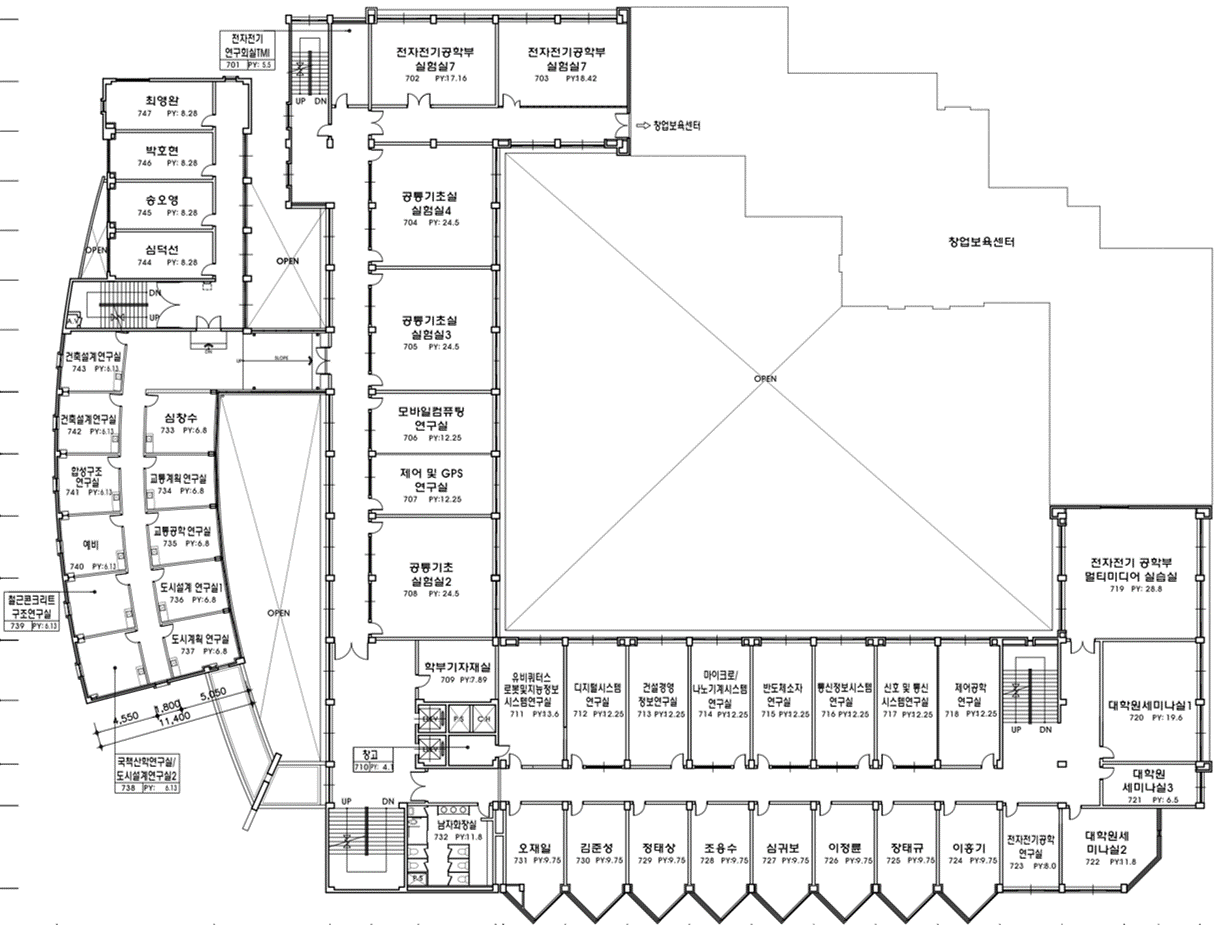 전자전기
연구회실TMI
701 PY: 5.5
전자전기공학부
실험실7
702 PY:17.16
전자전기공학부
실험실7
703 PY:18.42
UP DN
창업보육센터
최영완
747 PY: 8.28
박호현
746 PY: 8.28
송오영
745 PY: 8.28
심덕선
744 PY: 8.28
OPEN
OPEN
DN
UP
A.V
공통기초실
실험실4
704 PY: 24.5
공통기초실
실험실3
705 PY: 24.5
모바일컴퓨팅
연구실
706 PY:12.25
제어 및 GPS
연구실
707 PY:12.25
공통기초
실험실2
708 PY: 24.5
창업보육센터
OPEN
UP SLOPE
DN
건축설계연구실
743 PY:6.13
건축설계연구실
742 PY:6.13
합성구조
연구실
741 PY:6.13
예비
740 PY:6.13
철근콘크리트
구조연구실
739 PY:6.13
심창수
733 PY:6.8
교통계획 연구실
734 PY:6.8
교통공학 연구실
735 PY:6.8
도시설계 연구실1
736 PY:6.8
도시계획 연구실
737 PY:6.8
OPEN
4,550 1,800 5,050
11,400
국책산학연구실/
도시설계연구실2
738 PY: 6.13
전자전기 공학부
멀티미디어 실습실
719 PY: 28.8
학부기자재실
709 PY:7.89
ELEV P.S C.H
ELEV
창고
710 PY: 4.1
유비쿼터스
로봇및지능정보
시스템연구실
711 PY:13.6
디지털시스템
연구실
712 PY:12.25
건설경영
정보연구실
713 PY:12.25
마이크로/
나노기계시스템
연구실
714 PY:12.25
반도체소자
연구실
715 PY:12.25
통신정보시스템
연구실
716 PY:12.25
신호 및 통신
시스템연구실
717 PY:12.25
제어공학
연구실
718 PY:12.25
UP DN
대학원세미나실1
720 PY: 19.6
대학원
세미나실3
721 PY: 6.5
UP DN
남자화장실
732 PY:11.8
P.S
오재일
731 PY:9.75
김준성
730 PY:9.75
정태상
729 PY:9.75
조용수
728 PY:9.75
심귀보
727 PY:9.75
이정륜
726 PY:9.75
장태규
725 PY:9.75
이홍기
724 PY:9.75
전자전기공학
연구실
723 PY:8.0
대학원세
미나실2
722 PY:11.8